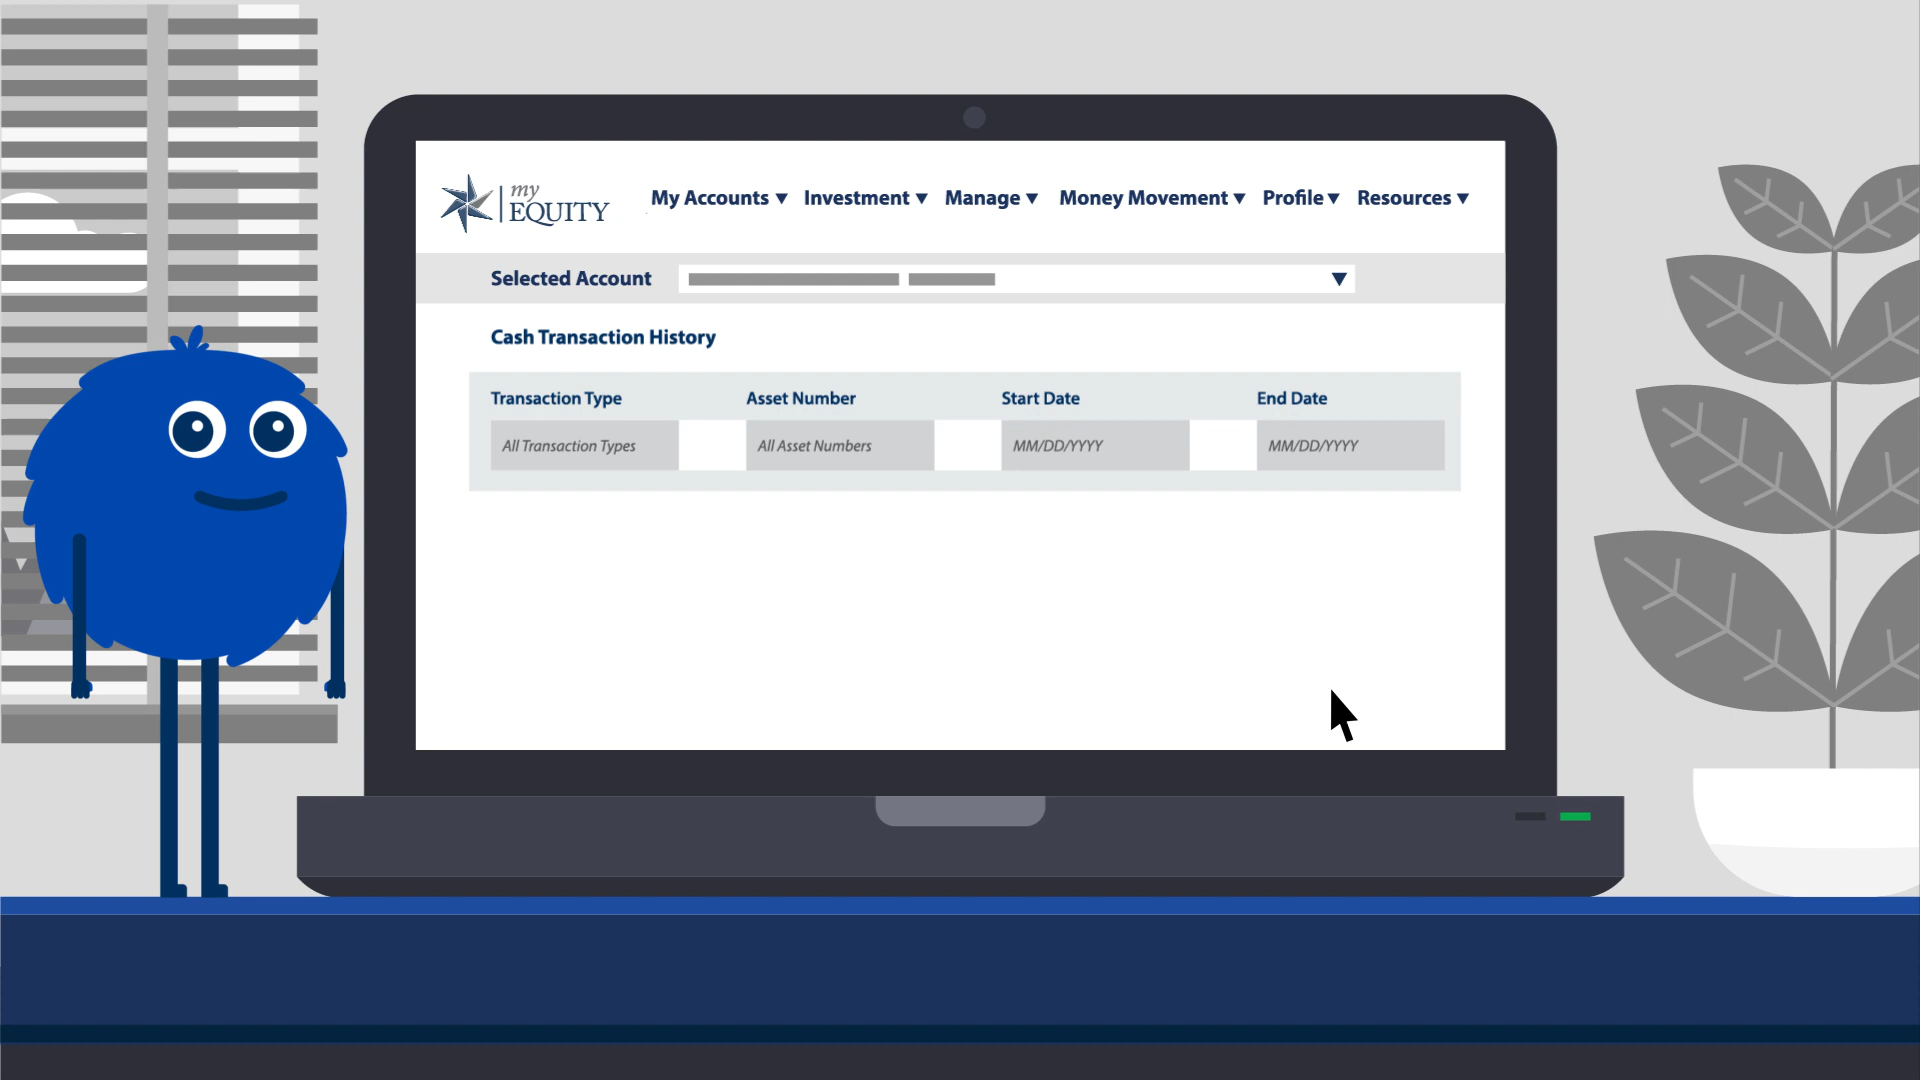 my
EQUITY
My Accounts ▼ Investment ▼ Manage ▼ Money Movement ▼ Profile ▼ Resources ▼
Selected Account
Cash Transaction History
Transaction Type Asset Number Start Date End Date
All Transaction Types All Asset Numbers MM/DD/YYYY MM/DD/YYYY